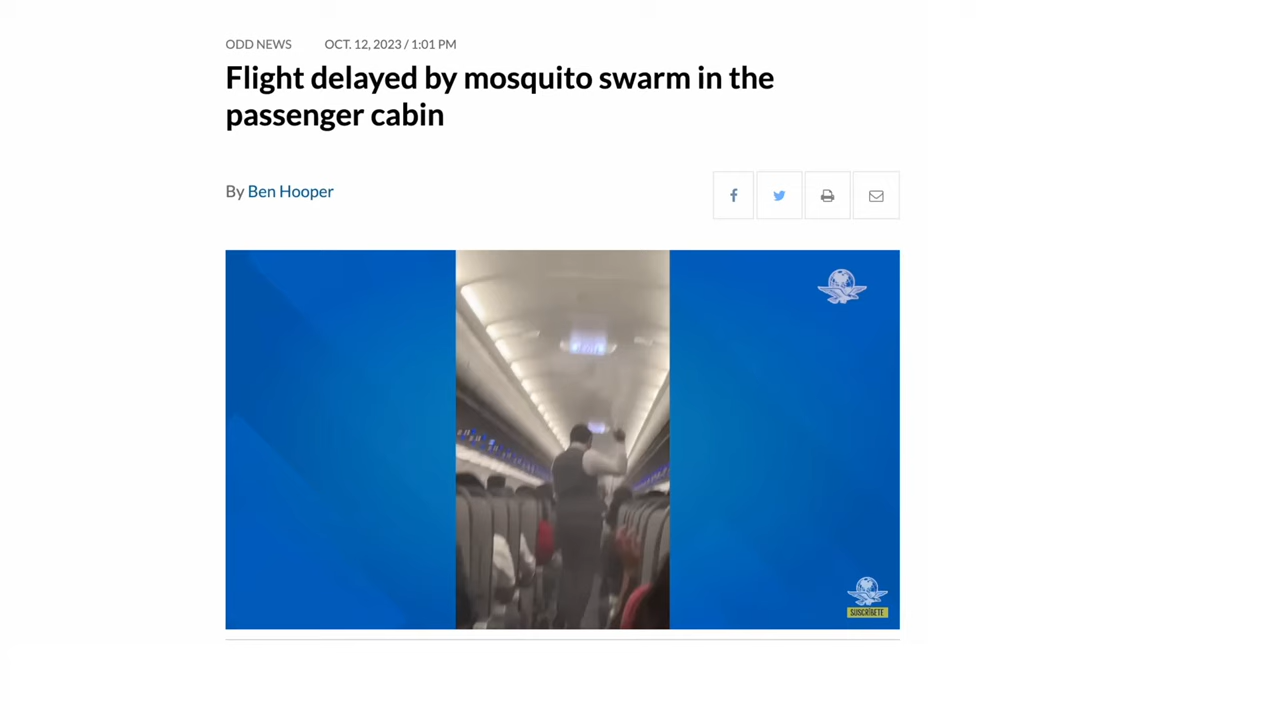 ODD NEWS OCT. 12, 2023 / 1:01 PM
Flight delayed by mosquito swarm in the
passenger cabin
By Ben Hooper
SUSCRÍBETE